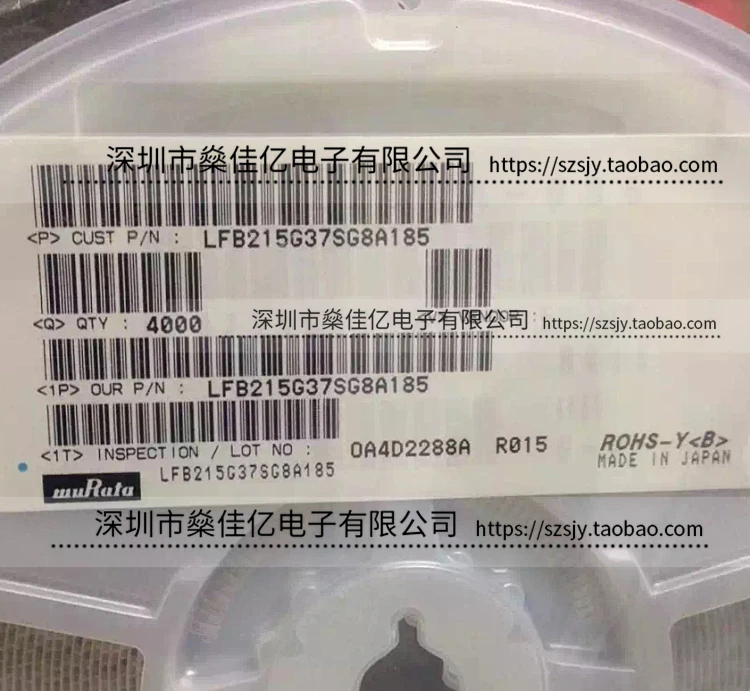 深圳市燊佳亿电子有限公司 https://szsjy.taobao.com
<P> CUST P/N : LFB215G37SG8A185
<Q> QTY : 4000 深圳市燊佳亿电子有限公司 https://szsjy.taobao.com
<1P> OUR P/N : LFB215G37SG8A185
<1T> INSPECTION / LOT NO : 0A4D2288A R015 ROHS-Y<B>
MADE IN JAPAN
muRata LFB215G37SG8A185
深圳市燊佳亿电子有限公司 https://szsjy.taobao.com